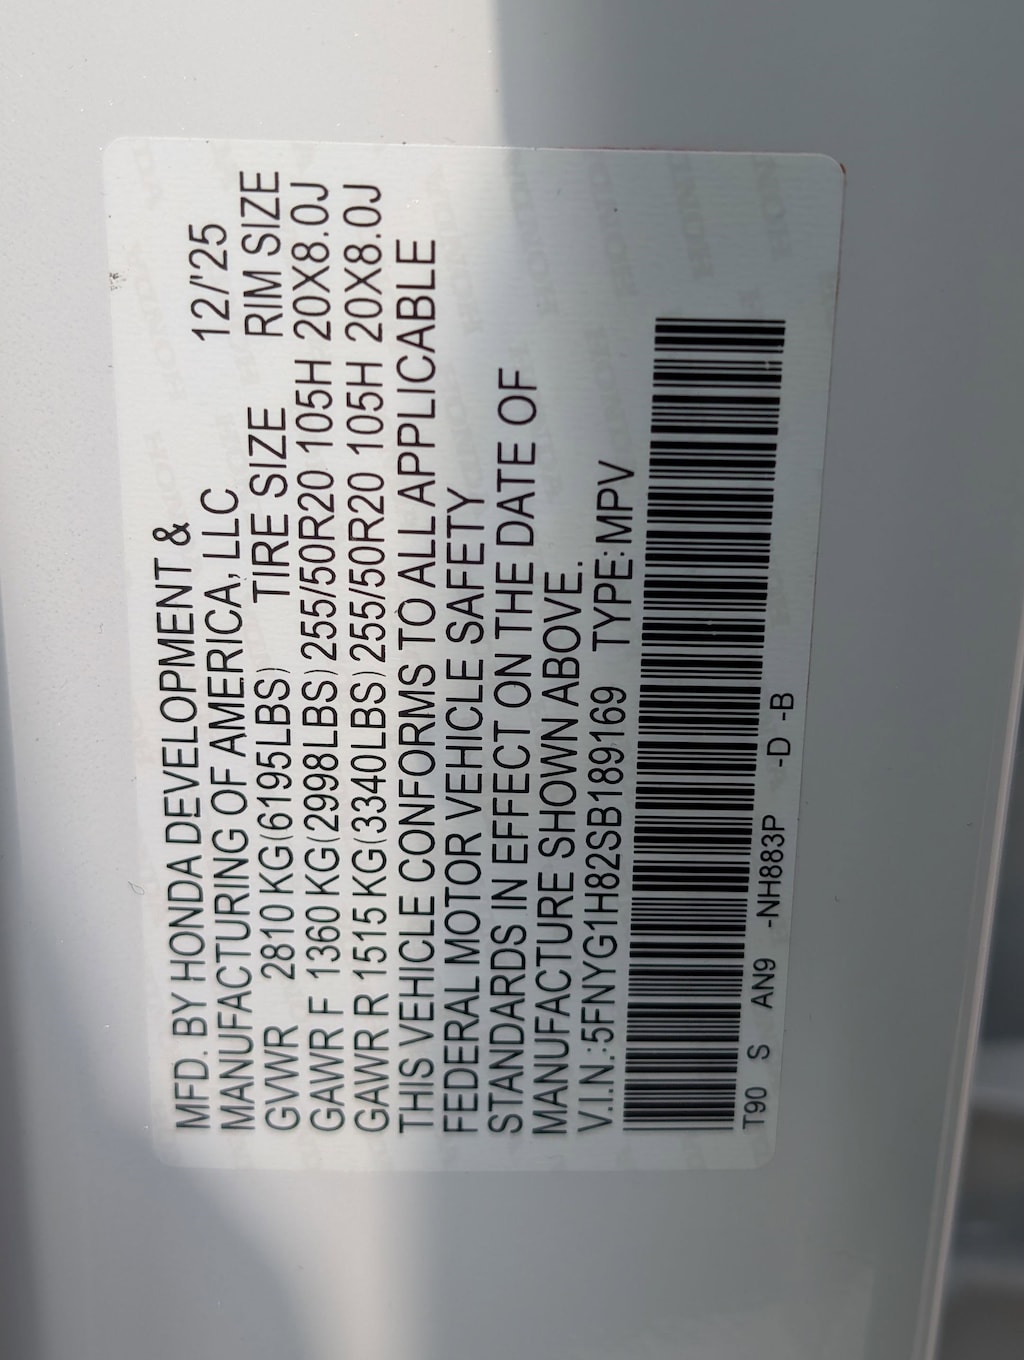 MFD. BY HONDA DEVELOPMENT &
MANUFACTURING OF AMERICA, LLC 12/'25
GVWR 2810 KG(6195LBS) TIRE SIZE RIM SIZE
GAWR F 1360 KG(2998LBS) 255/50R20 105H 20X8.0J
GAWR R 1515 KG(3340LBS) 255/50R20 105H 20X8.0J
THIS VEHICLE CONFORMS TO ALL APPLICABLE
FEDERAL MOTOR VEHICLE SAFETY
STANDARDS IN EFFECT ON THE DATE OF
MANUFACTURE SHOWN ABOVE.
V.I.N.:5FNYG1H82SB189169 TYPE:MPV
T90 S AN9 -NH883P -D -B